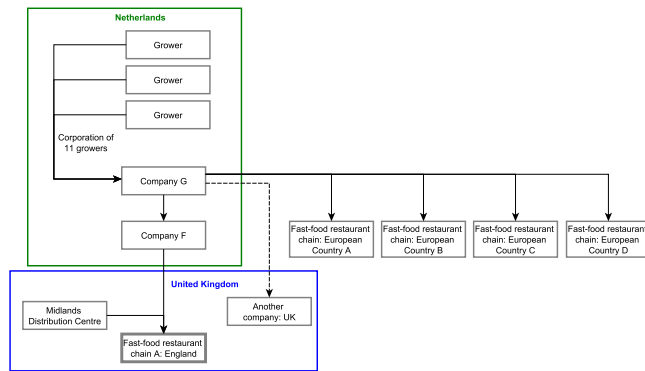 Netherlands
Grower
Grower
Grower
Corporation of
11 growers
Company G
Company F
Fast-food restaurant
chain: European
Country A
Fast-food restaurant
chain: European
Country B
Fast-food restaurant
chain: European
Country C
Fast-food restaurant
chain: European
Country D
United Kingdom
Midlands
Distribution Centre
Another
company: UK
Fast-food restaurant
chain A: England